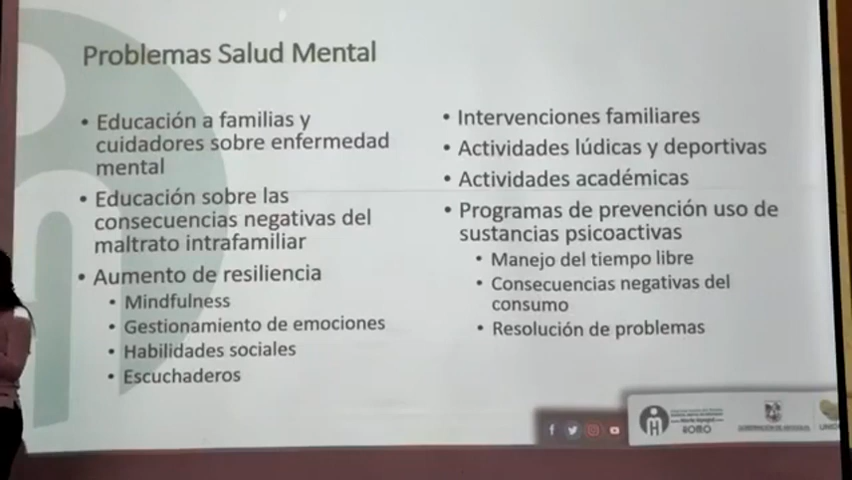 Problemas Salud Mental
• Educación a familias y
cuidadores sobre enfermedad
mental
• Educación sobre las
consecuencias negativas del
maltrato intrafamiliar
• Aumento de resiliencia
• Mindfulness
• Gestionamiento de emociones
• Habilidades sociales
• Escuchaderos
• Intervenciones familiares
• Actividades lúdicas y deportivas
• Actividades académicas
• Programas de prevención uso de
sustancias psicoactivas
• Manejo del tiempo libre
• Consecuencias negativas del
consumo
• Resolución de problemas